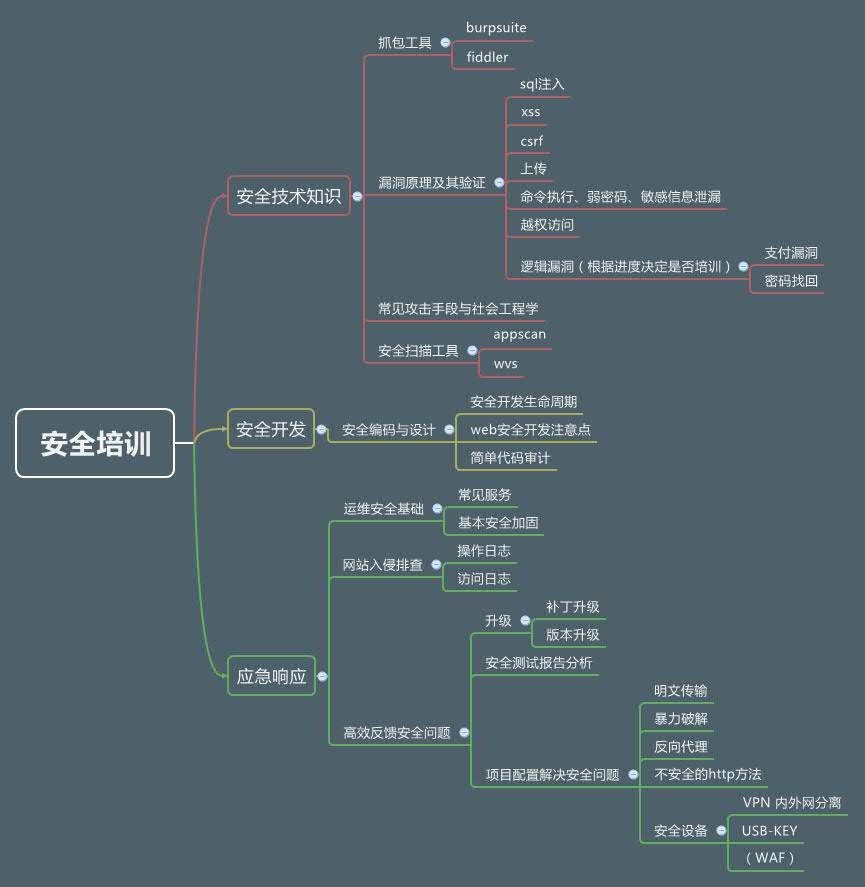 安全培训
安全技术知识
抓包工具
burpsuite
fiddler
漏洞原理及其验证
sql注入
xss
csrf
上传
命令执行、弱密码、敏感信息泄漏
越权访问
逻辑漏洞（根据进度决定是否培训）
支付漏洞
密码找回
常见攻击手段与社会工程学
安全扫描工具
appscan
wvs
安全开发
安全编码与设计
安全开发生命周期
web安全开发注意点
简单代码审计
应急响应
运维安全基础
常见服务
基本安全加固
网站入侵排查
操作日志
访问日志
高效反馈安全问题
升级
补丁升级
版本升级
安全测试报告分析
项目配置解决安全问题
明文传输
暴力破解
反向代理
不安全的http方法
安全设备
VPN 内外网分离
USB-KEY
（WAF）